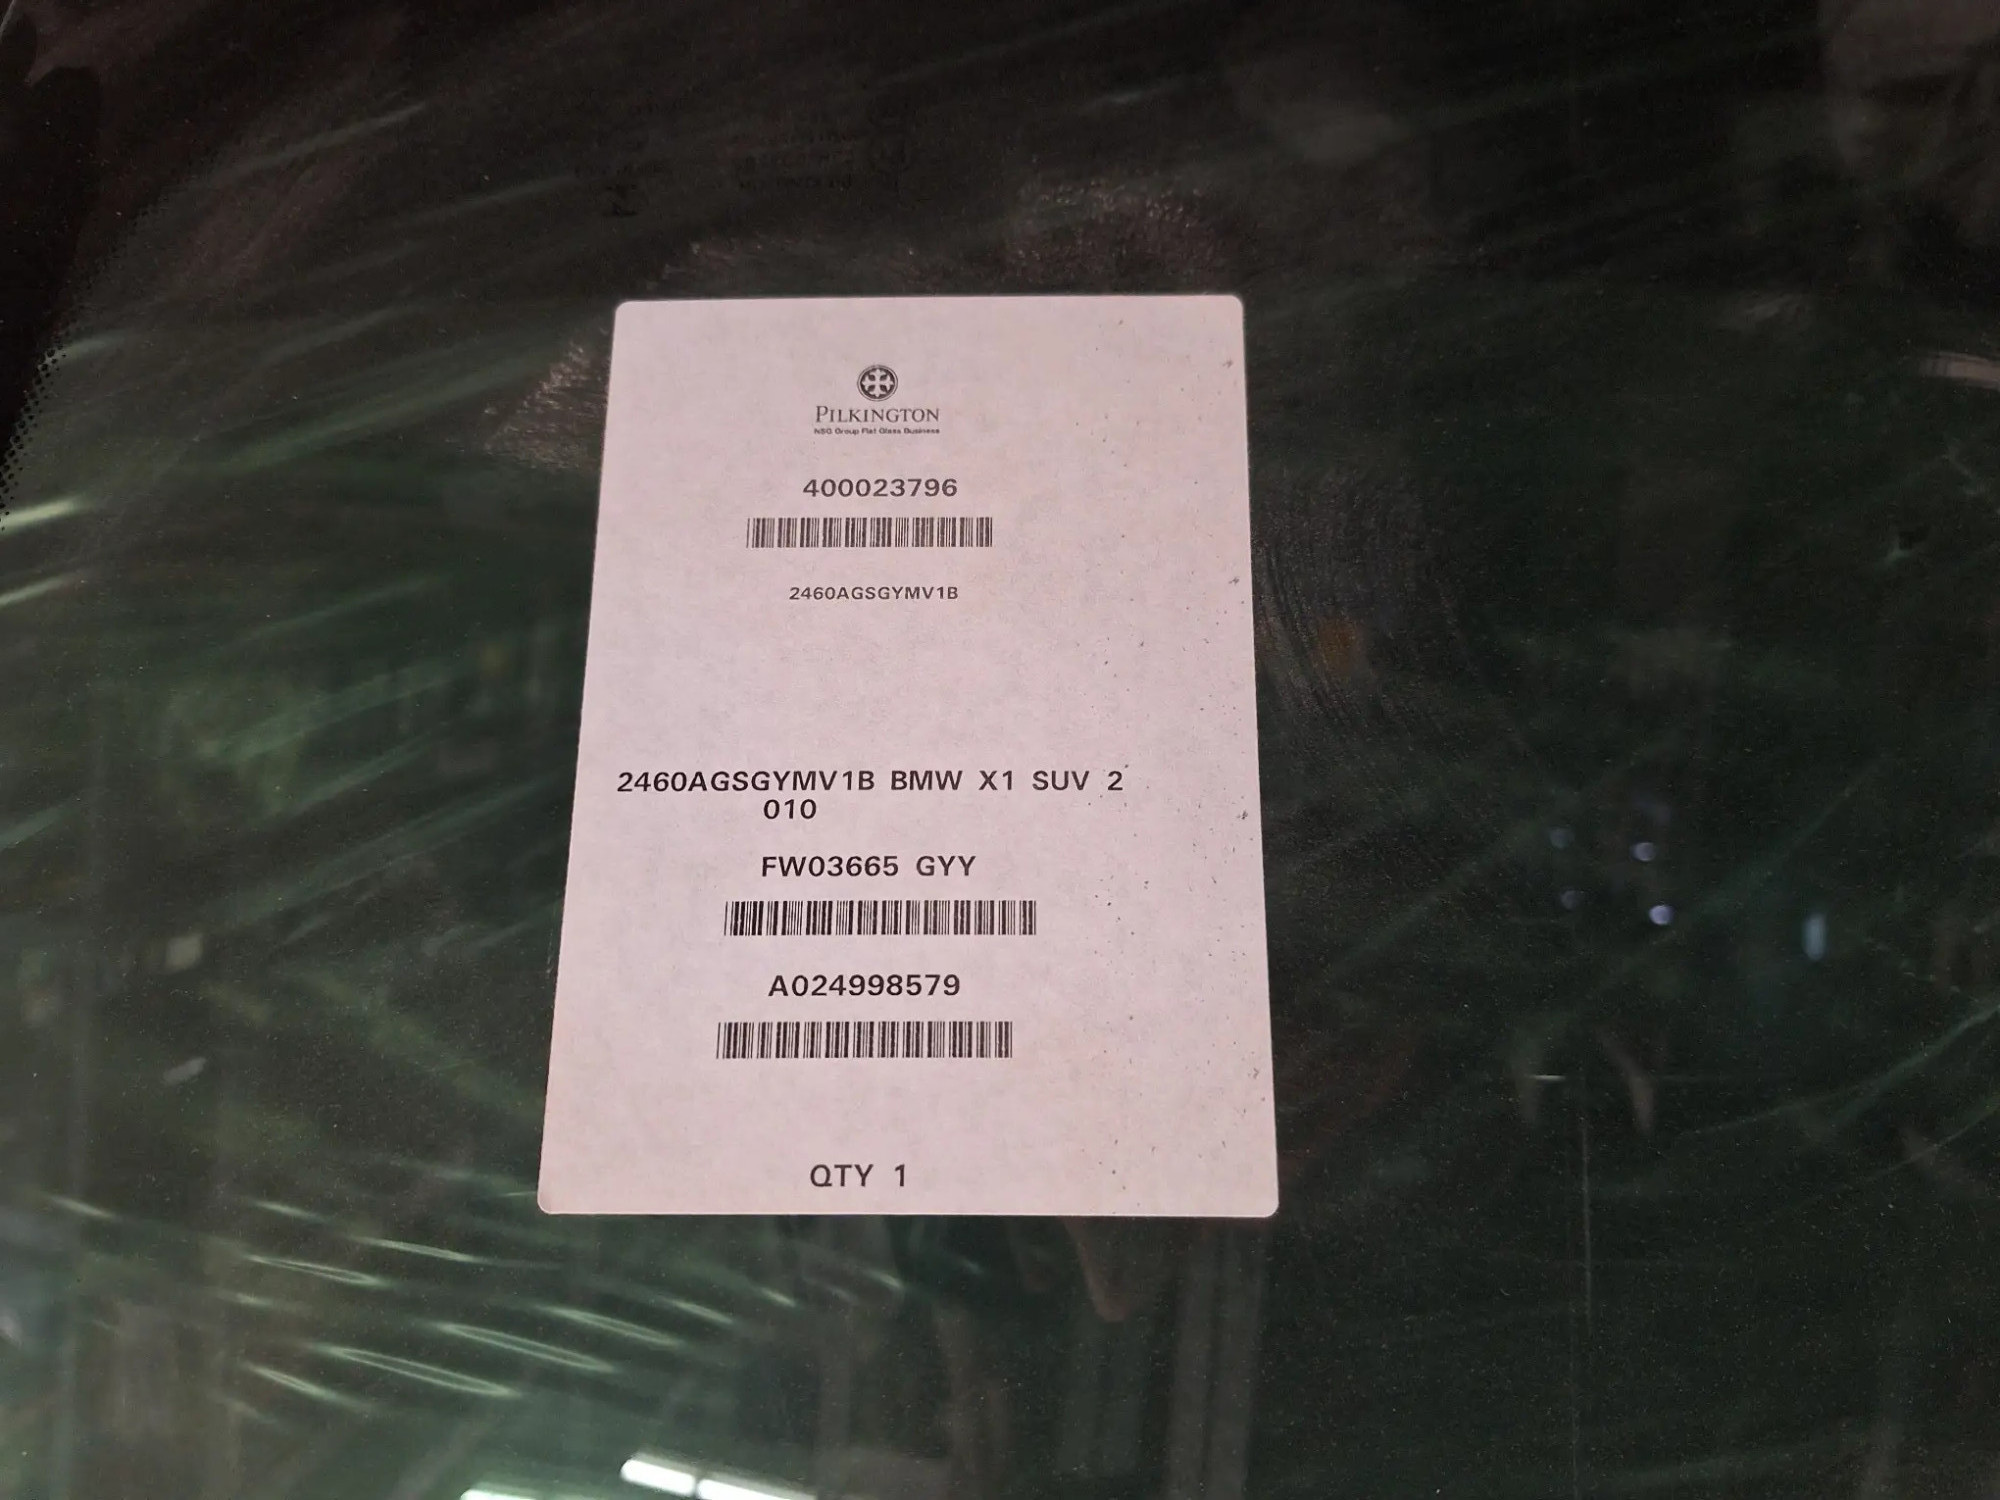 PILKINGTON
NSG Group Flat Glass Business
400023796
2460AGSGYMV1B
2460AGSGYMV1B BMW X1 SUV 2
010
FW03665 GYY
A024998579
QTY 1